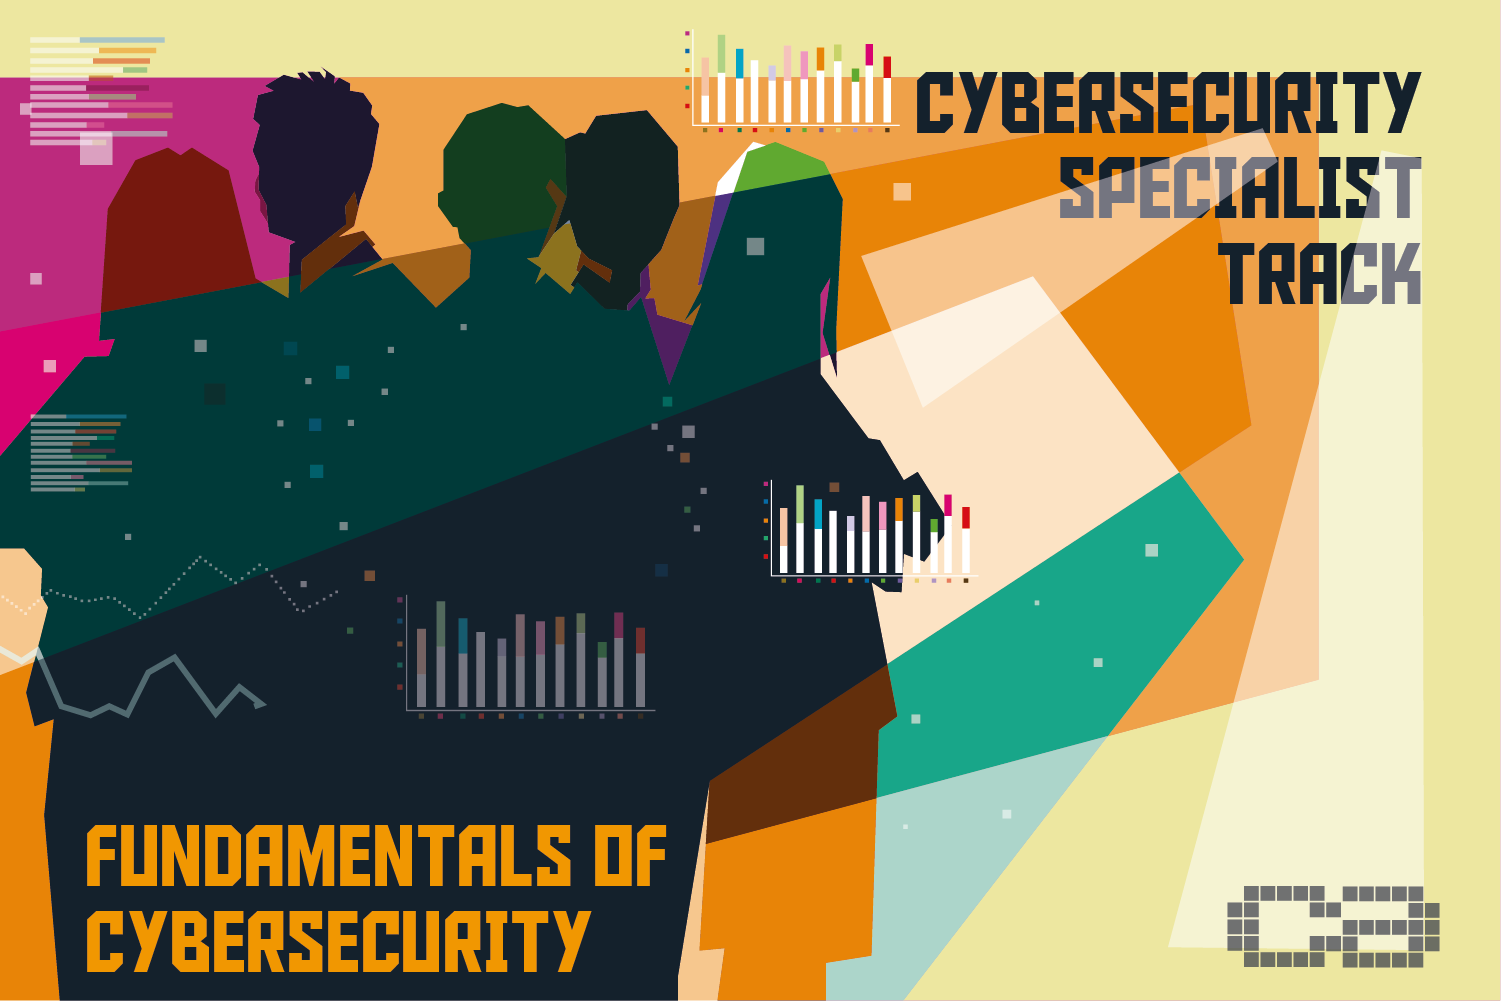 CYBERSECURITY
SPECIALIST
TRACK
FUNDAMENTALS OF
CYBERSECURITY